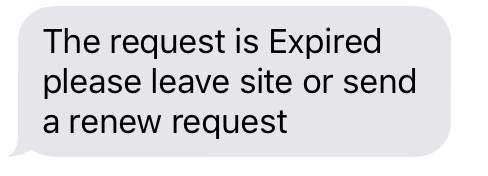 The request is Expired
please leave site or send
a renew request